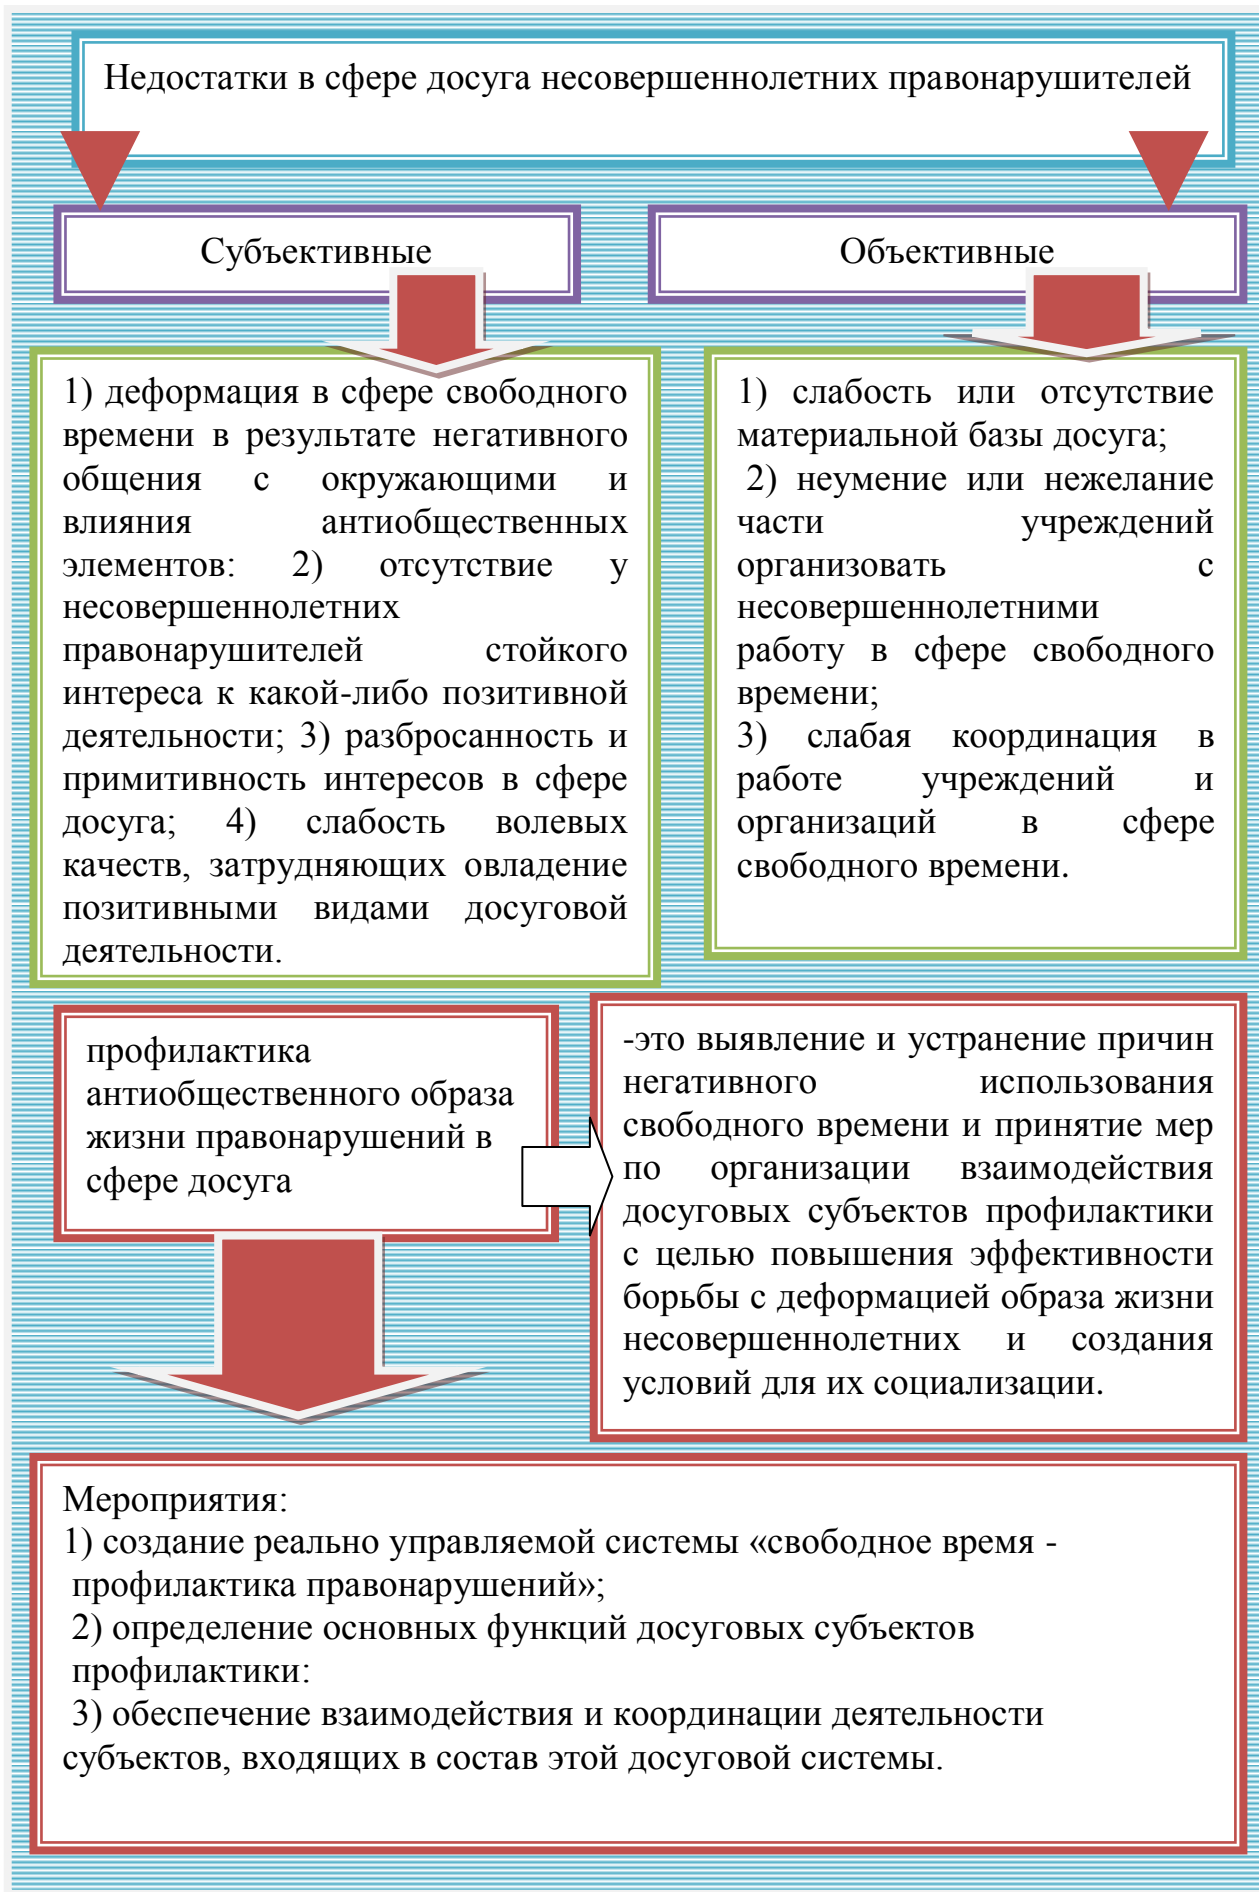 Недостатки в сфере досуга несовершеннолетних правонарушителей
Субъективные
Объективные
1) деформация в сфере свободного
времени в результате негативного
общения с окружающими и
влияния антиобщественных
элементов: 2) отсутствие у
несовершеннолетних
правонарушителей стойкого
интереса к какой-либо позитивной
деятельности; 3) разбросанность и
примитивность интересов в сфере
досуга; 4) слабость волевых
качеств, затрудняющих овладение
позитивными видами досуговой
деятельности.
1) слабость или отсутствие
материальной базы досуга;
2) неумение или нежелание
части учреждений
организовать с
несовершеннолетними
работу в сфере свободного
времени;
3) слабая координация в
работе учреждений и
организаций в сфере
свободного времени.
профилактика
антиобщественного образа
жизни правонарушений в
сфере досуга
-это выявление и устранение причин
негативного использования
свободного времени и принятие мер
по организации взаимодействия
досуговых субъектов профилактики
с целью повышения эффективности
борьбы с деформацией образа жизни
несовершеннолетних и создания
условий для их социализации.
Мероприятия:
1) создание реально управляемой системы «свободное время -
профилактика правонарушений»;
2) определение основных функций досуговых субъектов
профилактики:
3) обеспечение взаимодействия и координации деятельности
субъектов, входящих в состав этой досуговой системы.